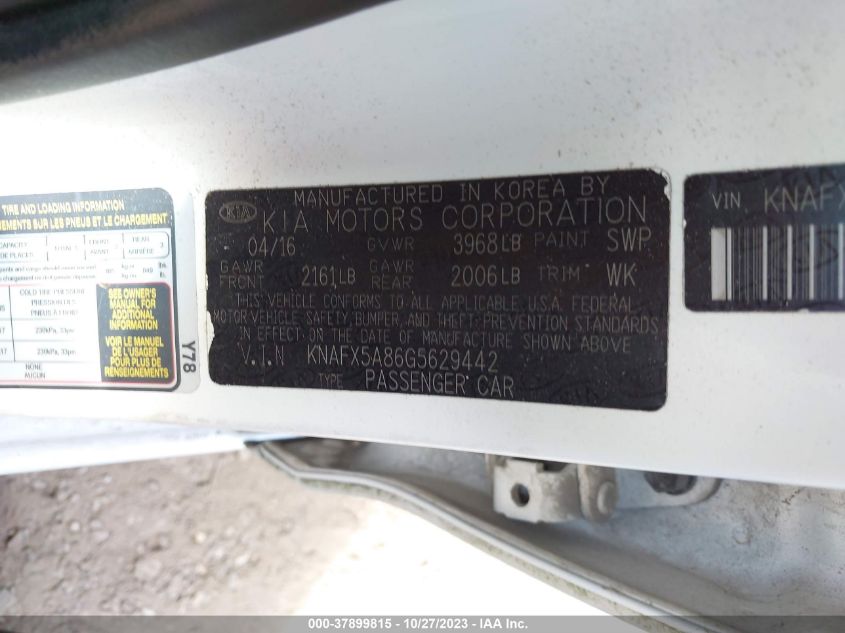 TIRE AND LOADING INFORMATION
PNEUS ET LE CHARGEMENT
COLD TIRE PRESSURE
230kPa, 33psi
230kPa, 33psi
NONE
AUCUN
SEE OWNER'S
MANUAL FOR
ADDITIONAL
INFORMATION
VOIR LE MANUEL
DE L'USAGER
POUR PLUS DE
RENSEIGNEMENTS
Y78
MANUFACTURED IN KOREA BY
KIA KIA MOTORS CORPORATION
04/16 GVWR 3968LB PAINT SWP
GAWR FRONT 2161LB GAWR REAR 2006LB TRIM WK
THIS VEHICLE CONFORMS TO ALL APPLICABLE U.S.A. FEDERAL
MOTOR VEHICLE SAFETY, BUMPER, AND THEFT PREVENTION STANDARDS
IN EFFECT ON THE DATE OF MANUFACTURE SHOWN ABOVE
V.I.N KNAFX5A86G5629442
TYPE PASSENGER CAR
VIN KNAFX
000-37899815 | 10/27/2023 | IAA Inc.